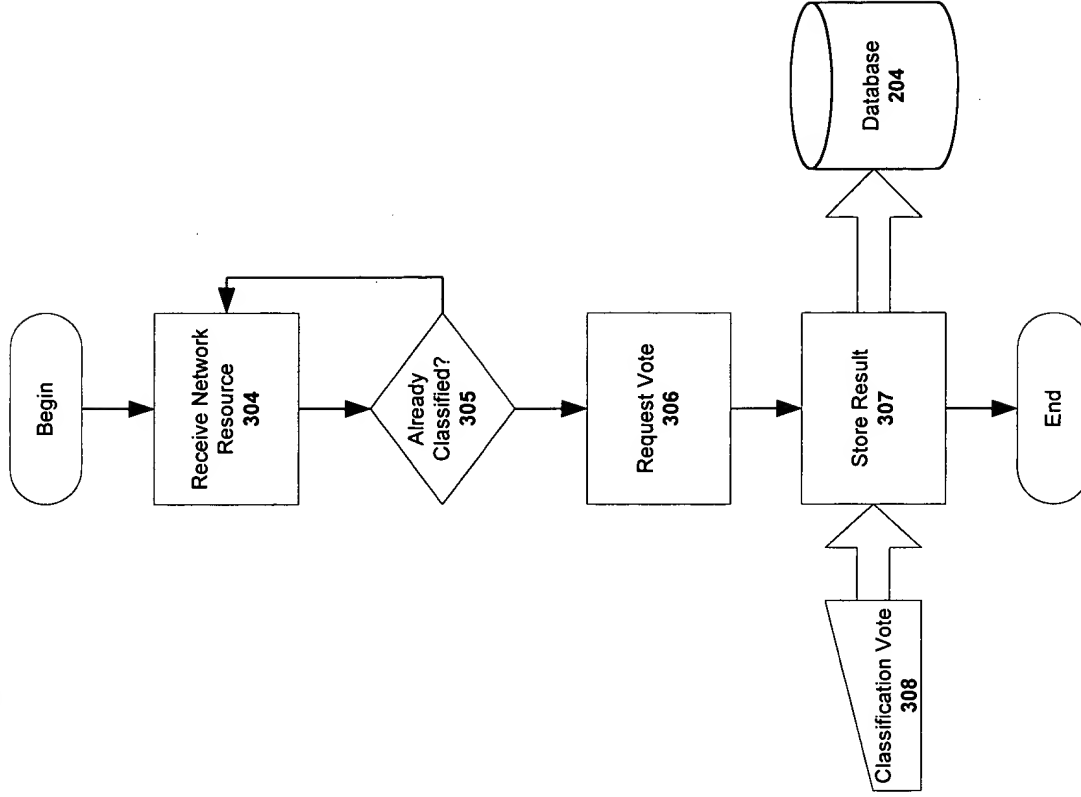 Begin
Receive Network
Resource
304
Already
Classified?
305
Request Vote
306
Classification Vote
308
Store Result
307
Database
204
End